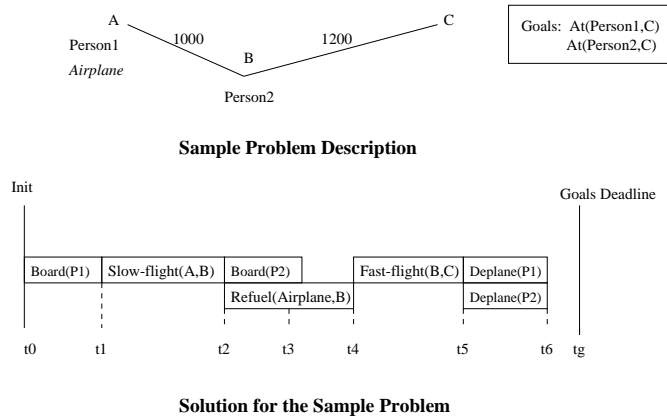 A
C
Goals: At(Person1,C)
At(Person2,C)
Person1
1000
B
1200
Airplane
Person2
Sample Problem Description
Init
Goals Deadline
Board(P1)
Slow-flight(A,B)
Board(P2)
Fast-flight(B,C)
Deplane(P1)
Refuel(Airplane,B)
Deplane(P2)
t0
t1
t2
t3
t4
t5
t6
tg
Solution for the Sample Problem